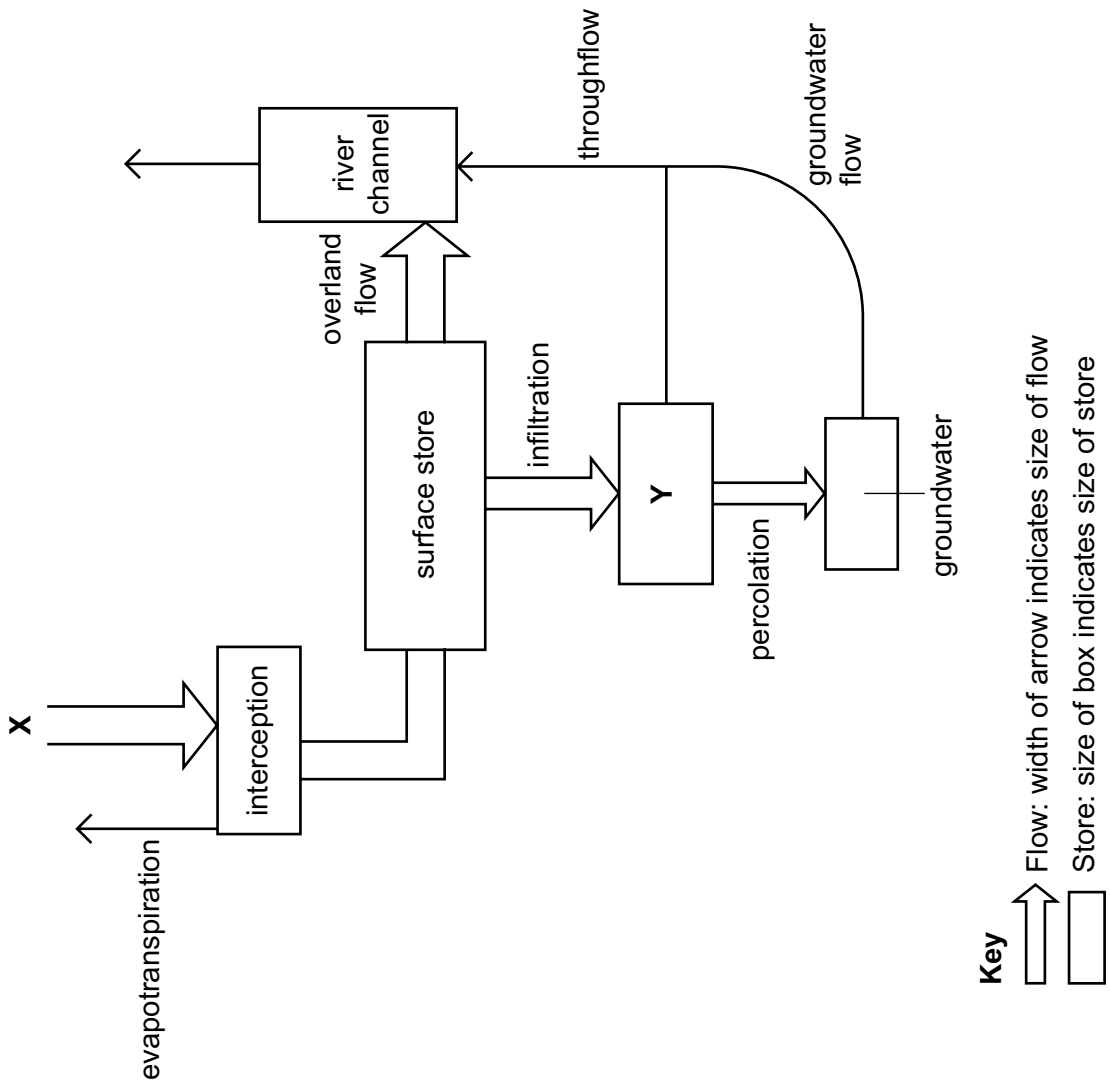 X
evapotranspiration
interception
surface store
overland
flow
river
channel
infiltration
throughflow
Y
percolation
groundwater
flow
groundwater
Key
Flow: width of arrow indicates size of flow
Store: size of box indicates size of store